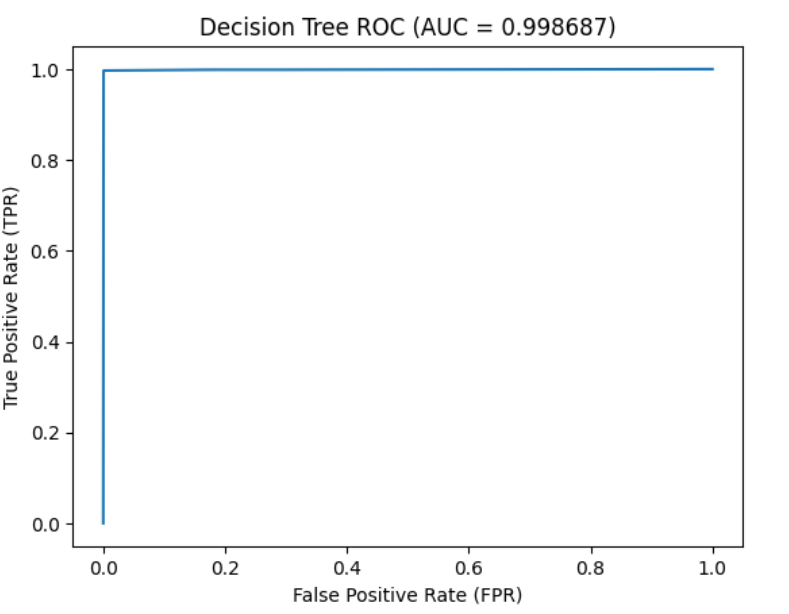 Decision Tree ROC (AUC = 0.998687)
True Positive Rate (TPR)
1.0
0.8
0.6
0.4
0.2
0.0
0.0 0.2 0.4 0.6 0.8 1.0
False Positive Rate (FPR)